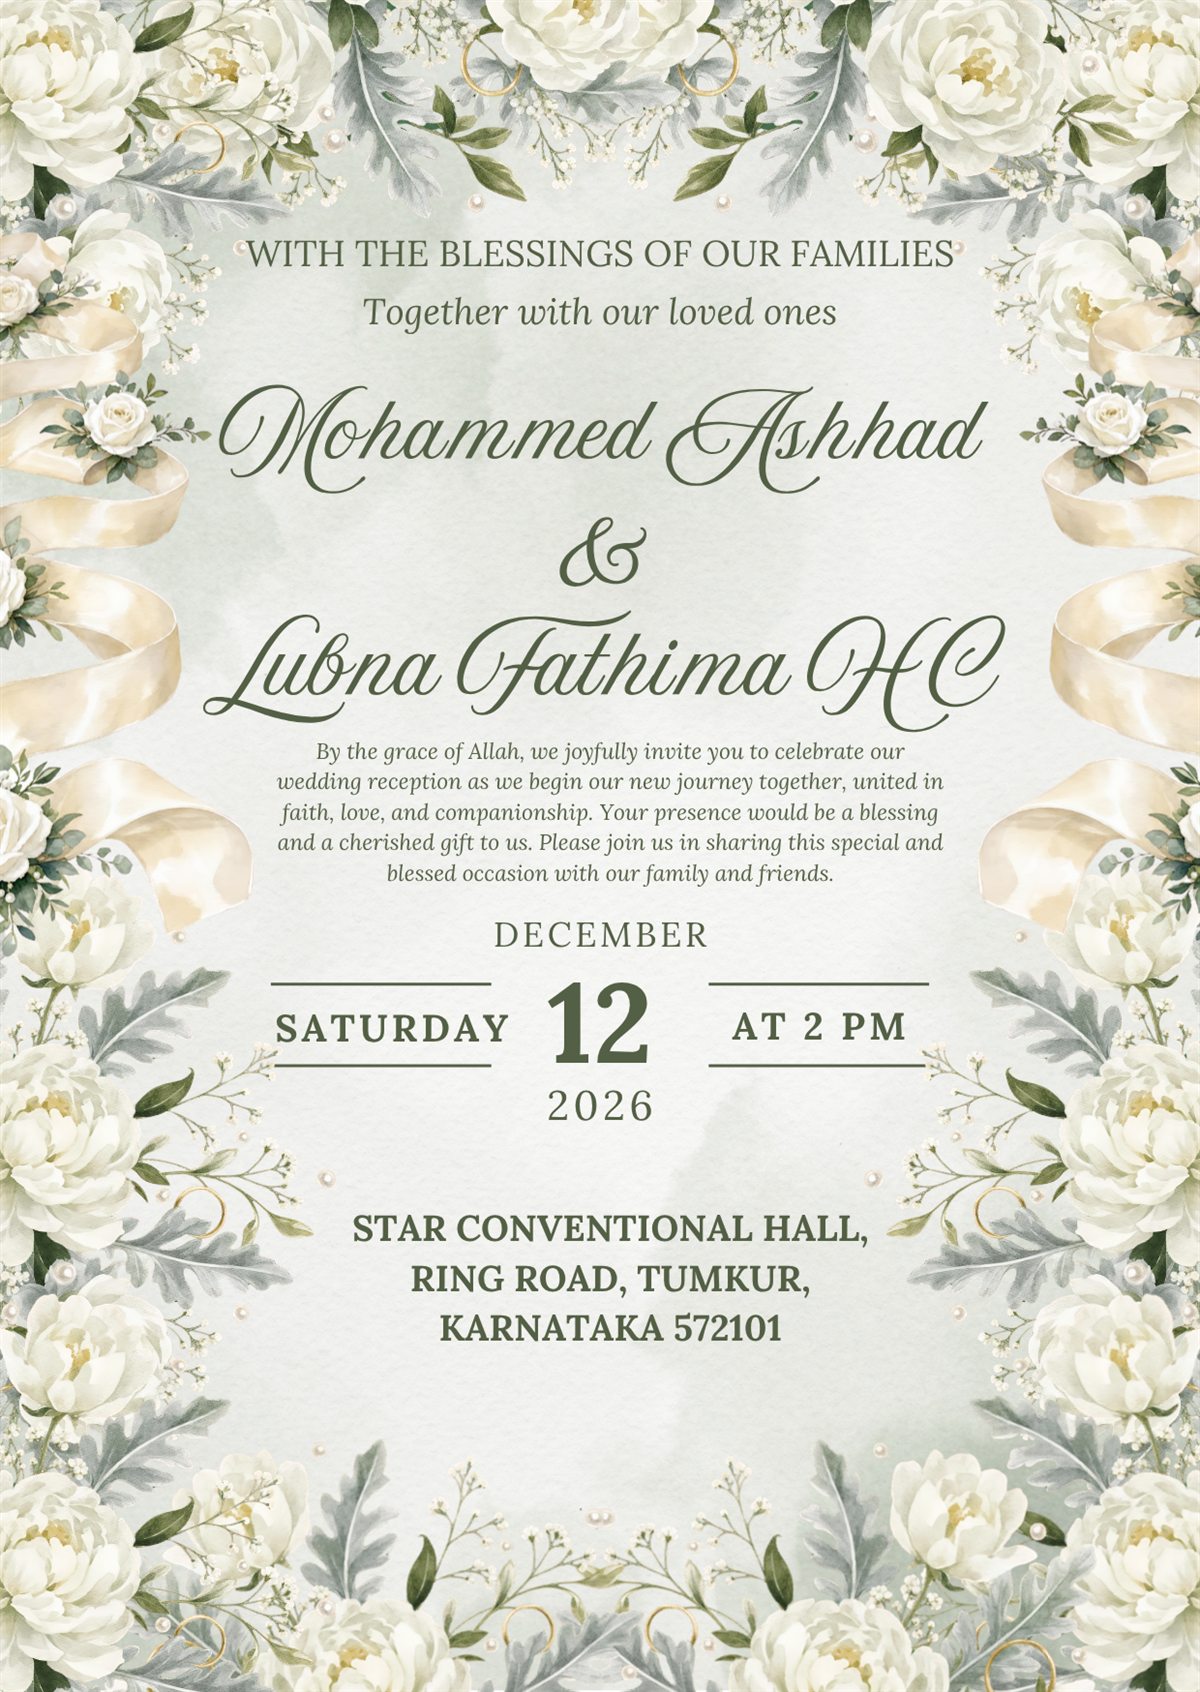 WITH THE BLESSINGS OF OUR FAMILIES
Together with our loved ones
Mohammed Ashhad
&
Lubna Fathima HC
By the grace of Allah, we joyfully invite you to celebrate our
wedding reception as we begin our new journey together, united in
faith, love, and companionship. Your presence would be a blessing
and a cherished gift to us. Please join us in sharing this special and
blessed occasion with our family and friends.
DECEMBER
SATURDAY 12 AT 2 PM
2026
STAR CONVENTIONAL HALL,
RING ROAD, TUMKUR,
KARNATAKA 572101